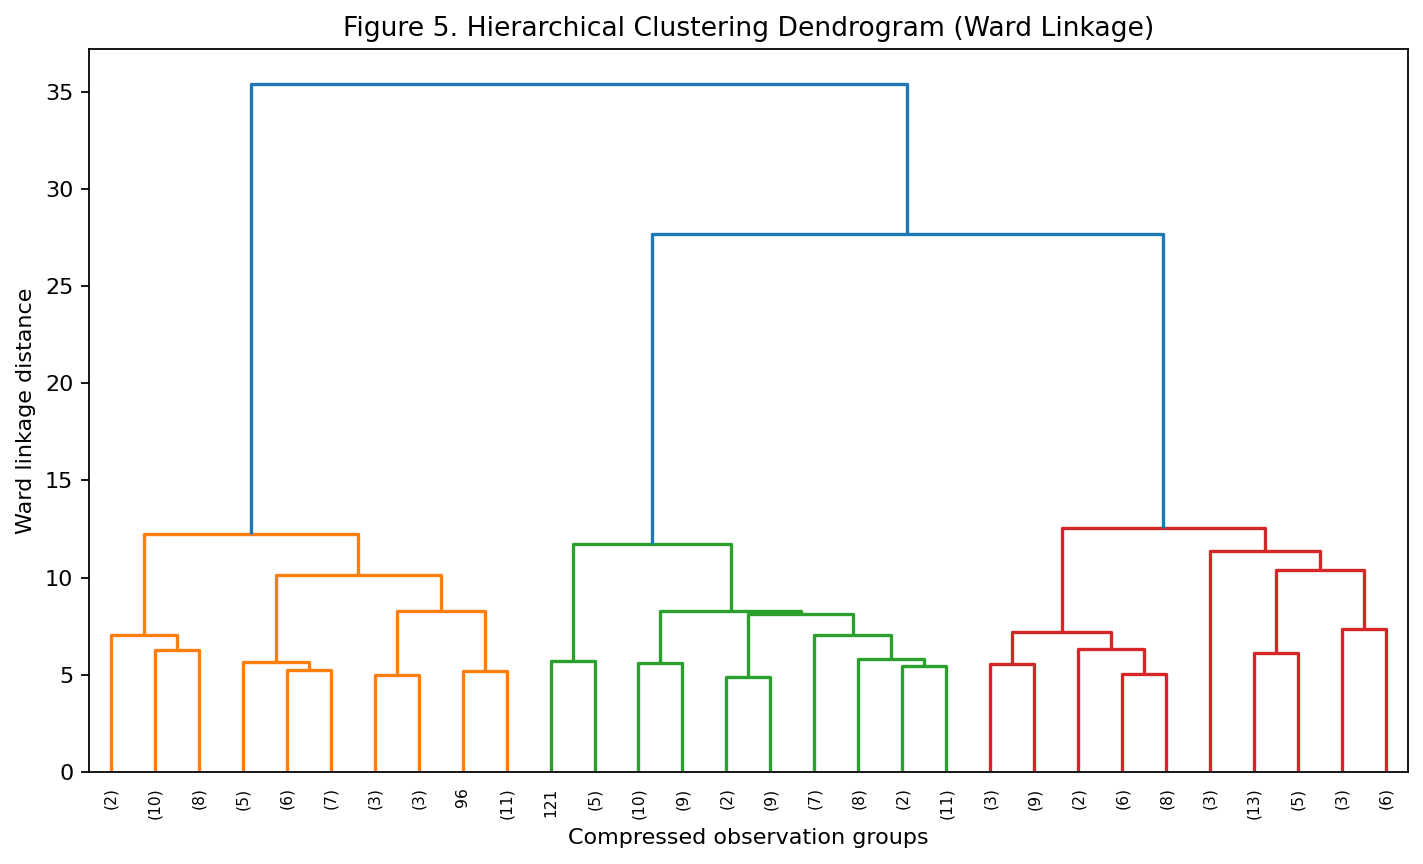 Figure 5. Hierarchical Clustering Dendrogram (Ward Linkage)
Ward linkage distance
35
30
25
20
15
10
5
0
(2) (10) (8) (5) (6) (7) (3) (3) 96 (11) 121 (5) (10) (9) (2) (9) (7) (8) (2) (11) (3) (9) (2) (6) (8) (3) (13) (5) (3) (6)
Compressed observation groups